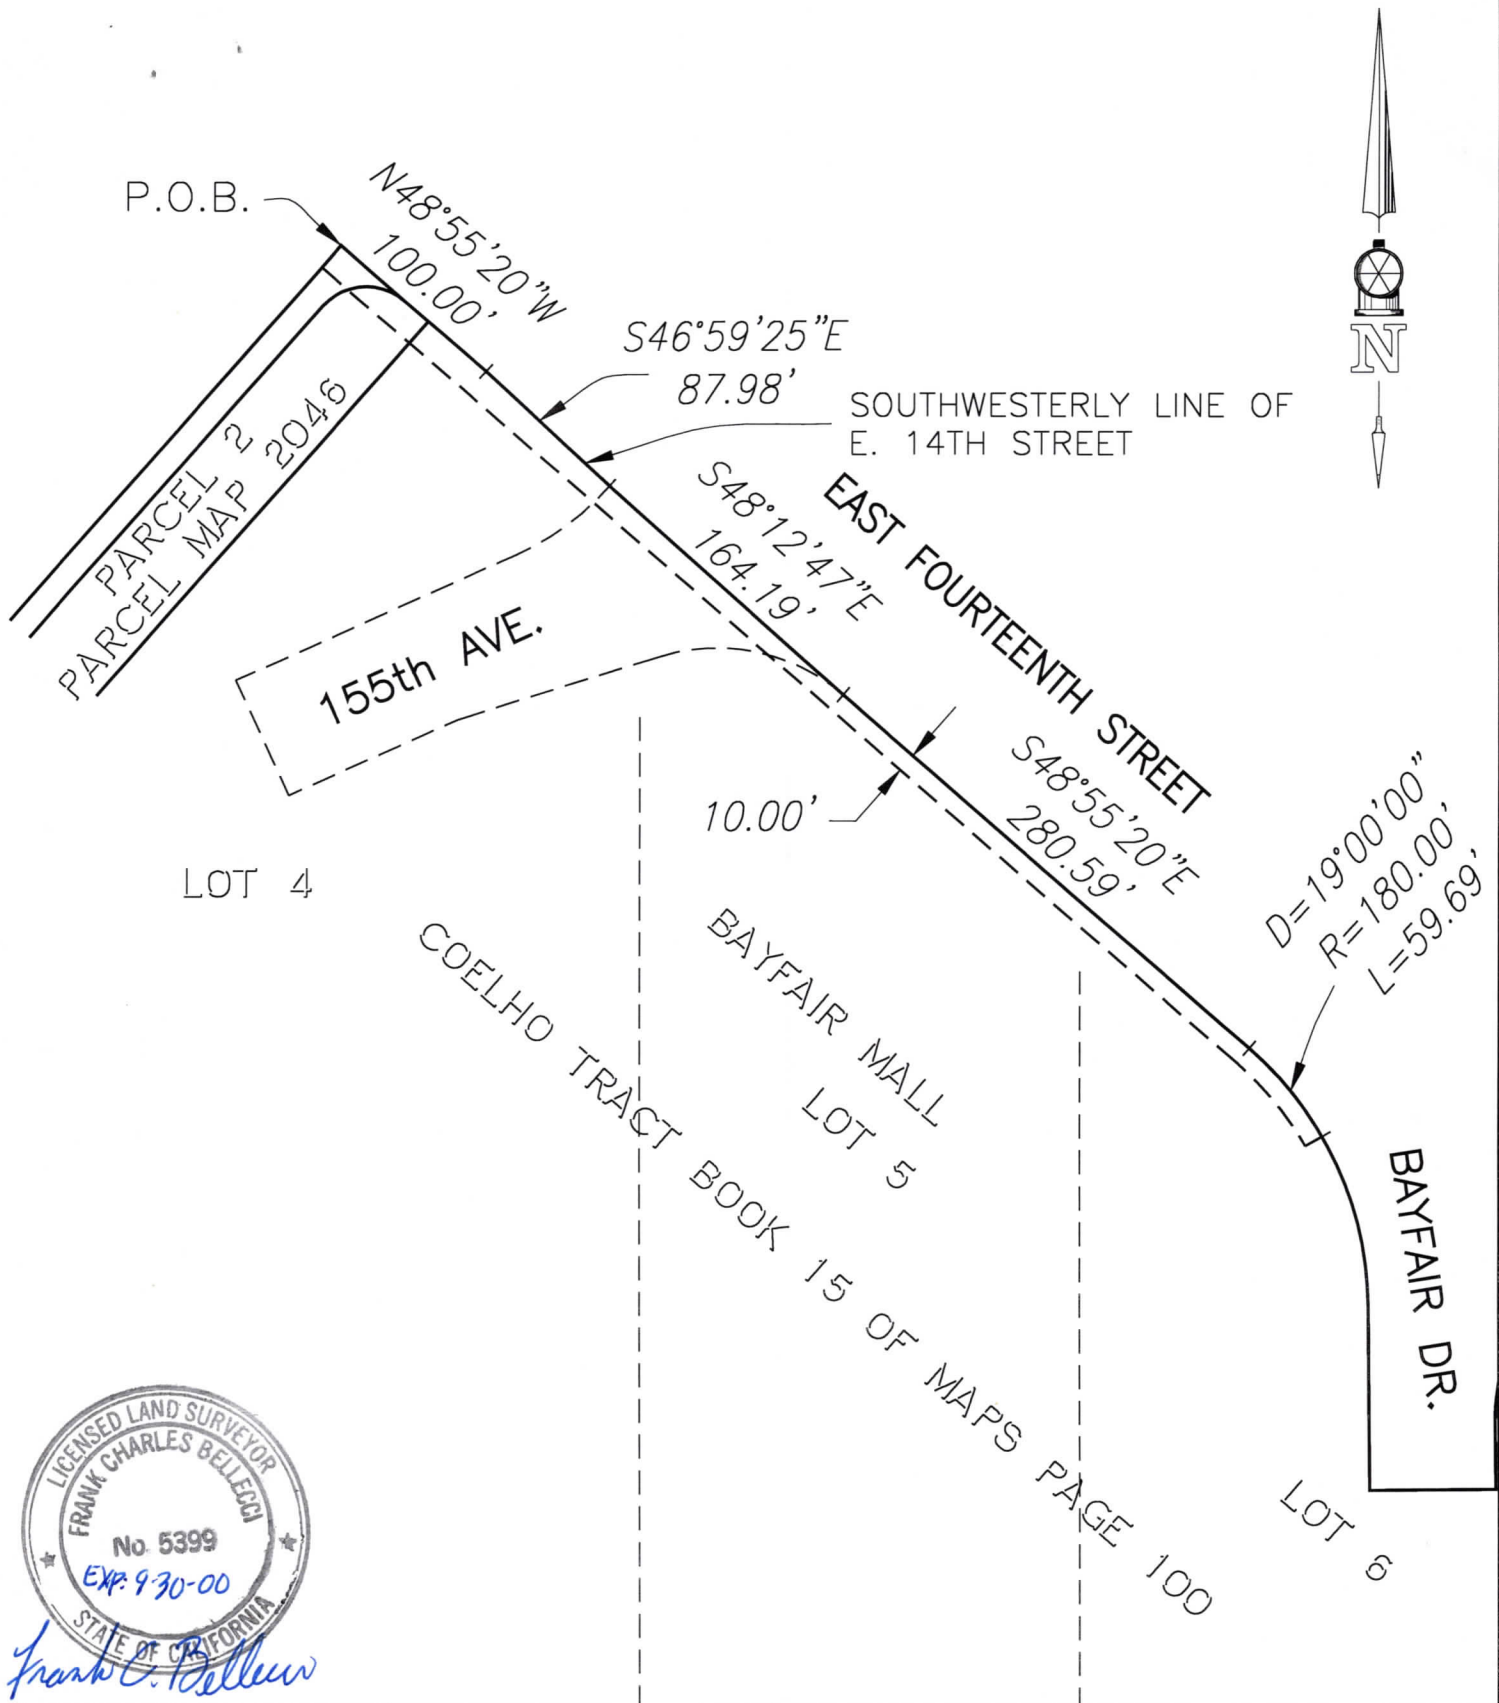 P.O.B.
N48°55'20"W
100.00'
S46°59'25"E
87.98'
SOUTHWESTERLY LINE OF
E. 14TH STREET
N
PARCEL 2
PARCEL MAP 2046
S48°12'47"E
164.19'
EAST FOURTEENTH STREET
155th AVE.
10.00'
S48°55'20"E
280.59'
D=19°00'00"
R=180.00'
L=59.69'
LOT 4
BAYFAIR MALL
LOT 5
COELHO TRACT BOOK 15 OF MAPS PAGE 100
BAYFAIR DR.
LOT 6
LICENSED LAND SURVEYOR
FRANK CHARLES BELLECCI
No. 5399
EXP: 9-30-00
STATE OF CALIFORNIA
Frank C. Bellecci